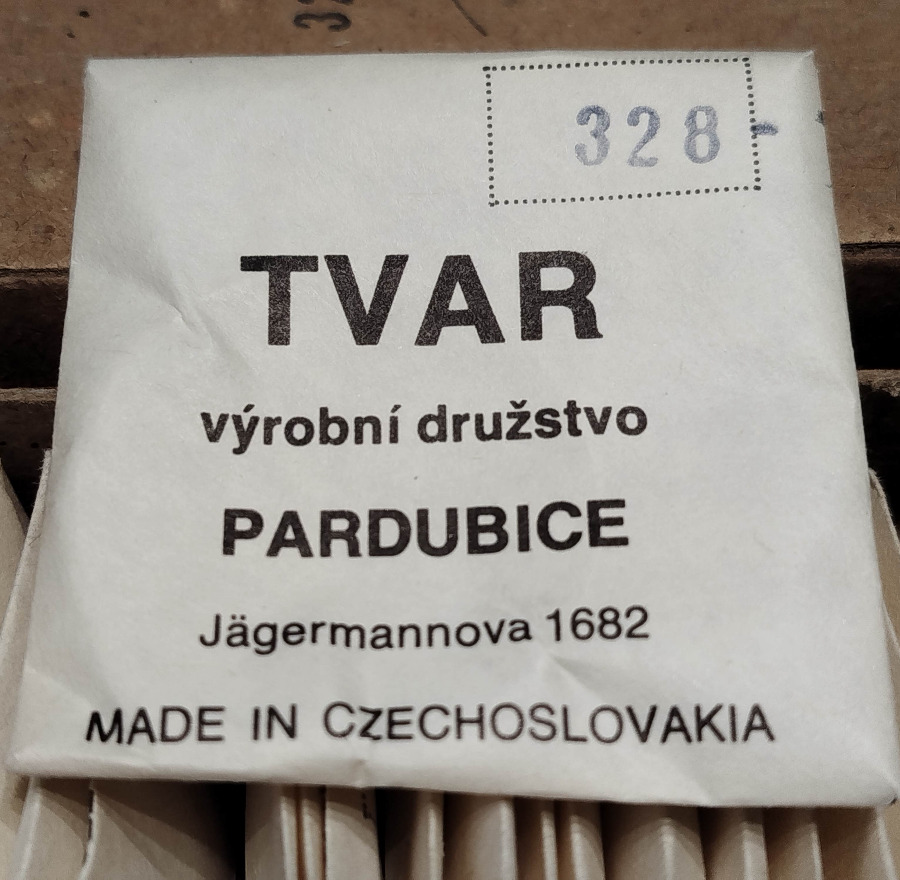 328-
TVAR
výrobní družstvo
PARDUBICE
Jägermannova 1682
MADE IN CZECHOSLOVAKIA